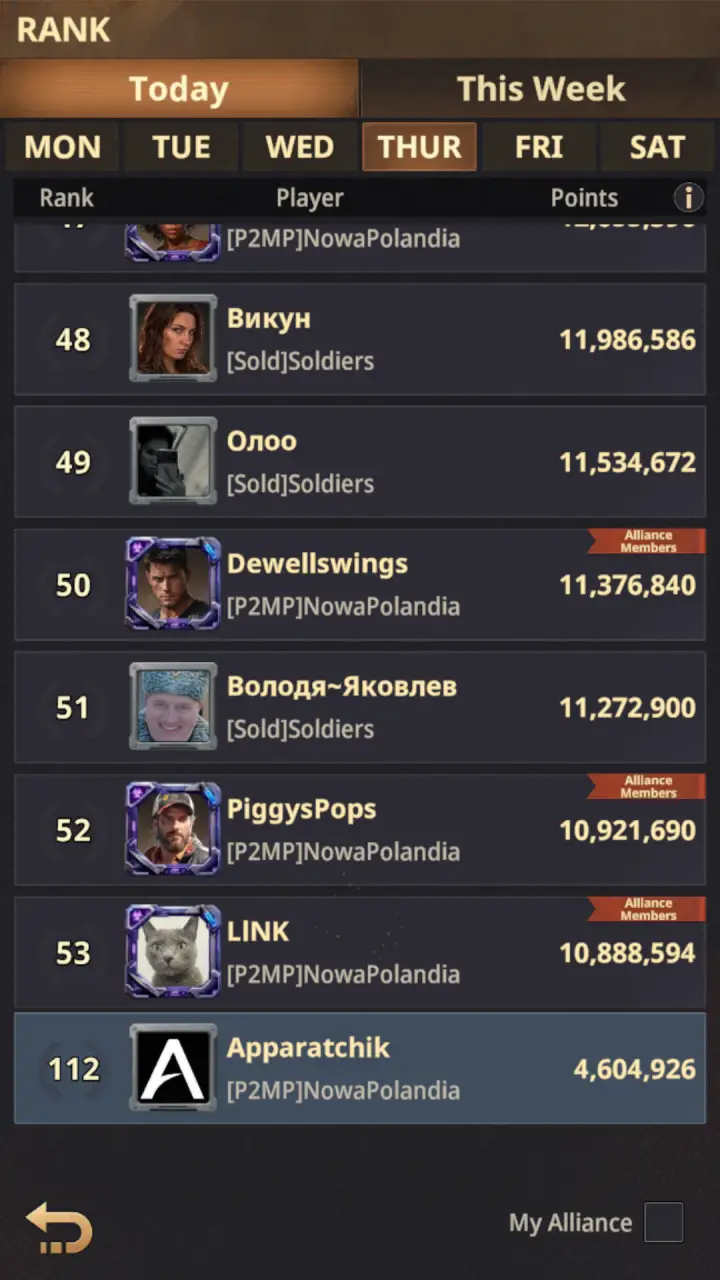 RANK
Today
This Week
MON TUE WED THUR FRI SAT
Rank Player Points
[P2MP]NowaPolandia
48
Викун
[Sold]Soldiers
11,986,586
49
Олоо
[Sold]Soldiers
11,534,672
50
Dewellswings
[P2MP]NowaPolandia
Alliance
Members
11,376,840
51
Володя~Яковлев
[Sold]Soldiers
11,272,900
52
PiggysPops
[P2MP]NowaPolandia
Alliance
Members
10,921,690
53
LINK
[P2MP]NowaPolandia
Alliance
Members
10,888,594
112
Apparatchik
[P2MP]NowaPolandia
4,604,926
My Alliance